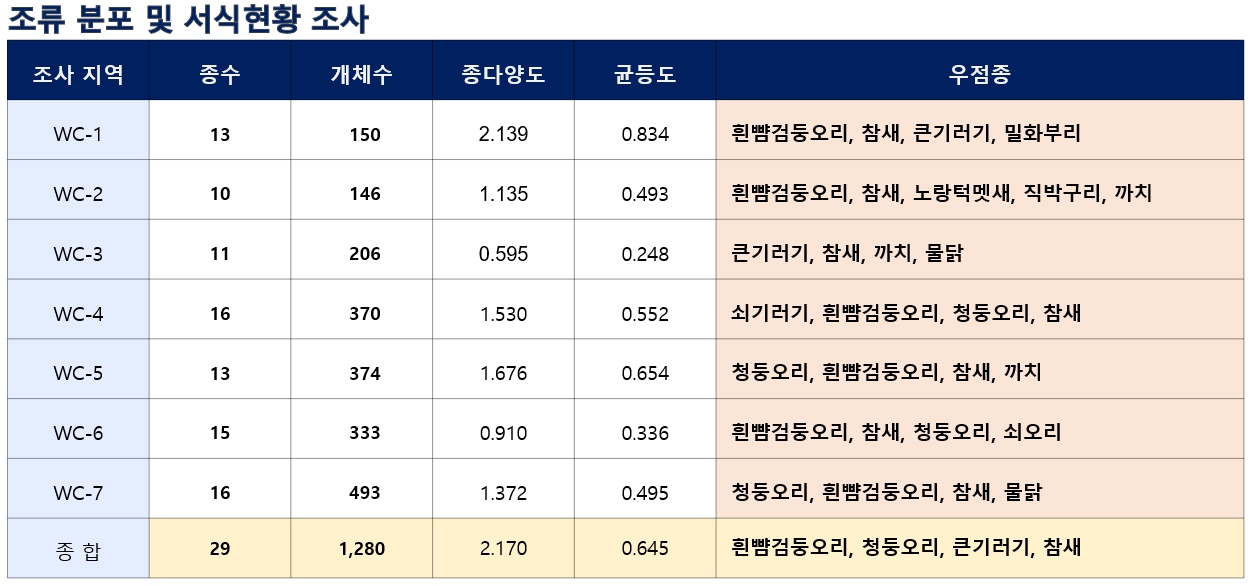 조류 분포 및 서식현황 조사
조사 지역 종수 개체수 종다양도 균등도 우점종
WC-1 13 150 2.139 0.834 흰뺨검둥오리, 참새, 큰기러기, 밀화부리
WC-2 10 146 1.135 0.493 흰뺨검둥오리, 참새, 노랑턱멧새, 직박구리, 까치
WC-3 11 206 0.595 0.248 큰기러기, 참새, 까치, 물닭
WC-4 16 370 1.530 0.552 쇠기러기, 흰뺨검둥오리, 청둥오리, 참새
WC-5 13 374 1.676 0.654 청둥오리, 흰뺨검둥오리, 참새, 까치
WC-6 15 333 0.910 0.336 흰뺨검둥오리, 참새, 청둥오리, 쇠오리
WC-7 16 493 1.372 0.495 청둥오리, 흰뺨검둥오리, 참새, 물닭
종 합 29 1,280 2.170 0.645 흰뺨검둥오리, 청둥오리, 큰기러기, 참새